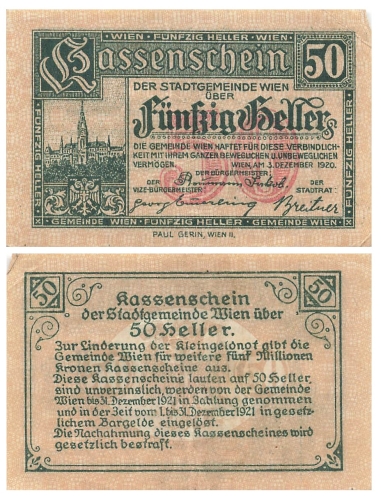 WIEN · FÜNFZIG HELLER · WIEN
Kassenschein
50
DER STADTGEMEINDE WIEN
ÜBER
Fünfzig Heller
DIE GEMEINDE WIEN HAFTET FÜR DIESE VERBINDLICH-
KEIT MIT IHREM GANZEN BEWEGLICHEN U. UNBEWEGLICHEN
VERMÖGEN. WIEN, AM 3. DEZEMBER 1920.
DER BÜRGERMEISTER:
DER VIZE-BÜRGERMEISTER DER STADTRAT:
Reumann Jakob
Georg Emmerling Breitner
FÜNFZIG HELLER
FÜNFZIG HELLER
GEMEINDE WIEN · FÜNFZIG HELLER · GEMEINDE WIEN
PAUL GERIN, WIEN II.
50 50
Kassenschein
der Stadtgemeinde Wien über
50 Heller.
Zur Linderung der Kleingeldnot gibt die
Gemeinde Wien für weitere fünf Millionen
Kronen Kassenscheine aus.
Diese Kassenscheine lauten auf 50 Heller
sind unverzinslich, werden von der Gemeinde
Wien bis 31. Dezember 1921 in Zahlung genommen
und in der Zeit vom 1. bis 31. Dezember 1921 in gesetz-
lichem Bargelde eingelöst.
Die Nachahmung dieses Kassenscheines wird
gesetzlich bestraft.